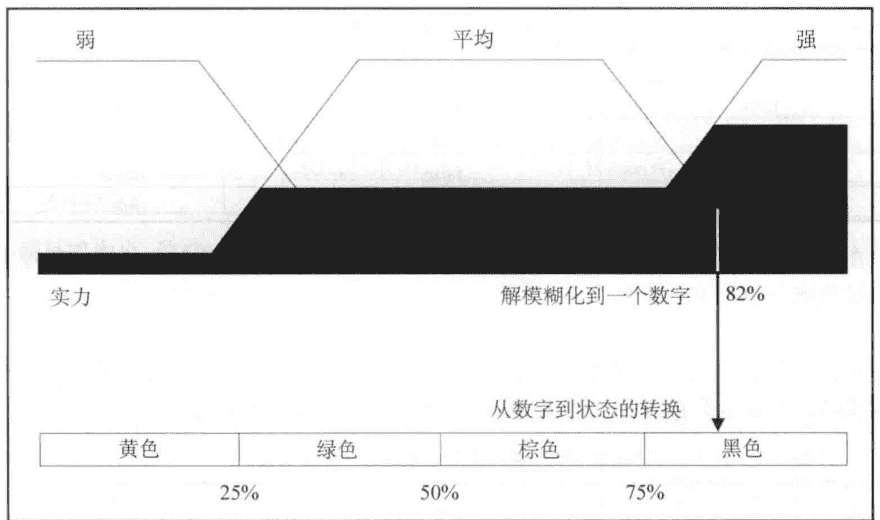 弱 平均 强
实力 解模糊化到一个数字 82%
从数字到状态的转换
黄色 绿色 棕色 黑色
25% 50% 75%